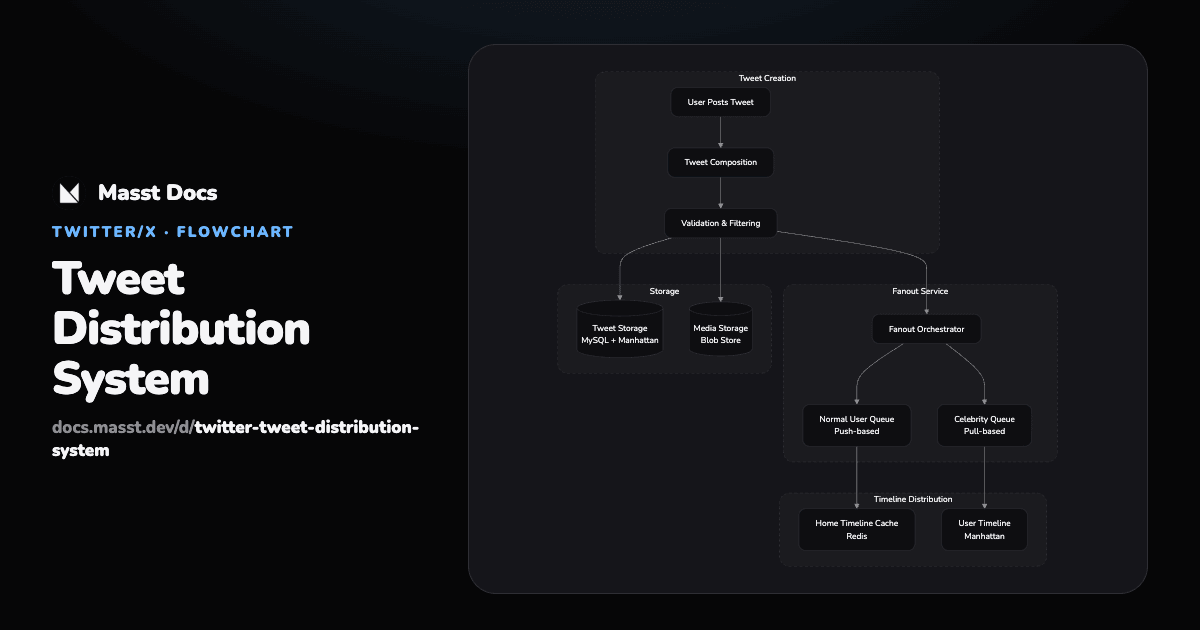 Masst Docs
TWITTER/X · FLOWCHART
Tweet
Distribution
System
docs.masst.dev/d/twitter-tweet-distribution-
system
Tweet Creation
User Posts Tweet
Tweet Composition
Validation & Filtering
Storage
Tweet Storage
MySQL + Manhattan
Media Storage
Blob Store
Fanout Service
Fanout Orchestrator
Normal User Queue
Push-based
Celebrity Queue
Pull-based
Timeline Distribution
Home Timeline Cache
Redis
User Timeline
Manhattan